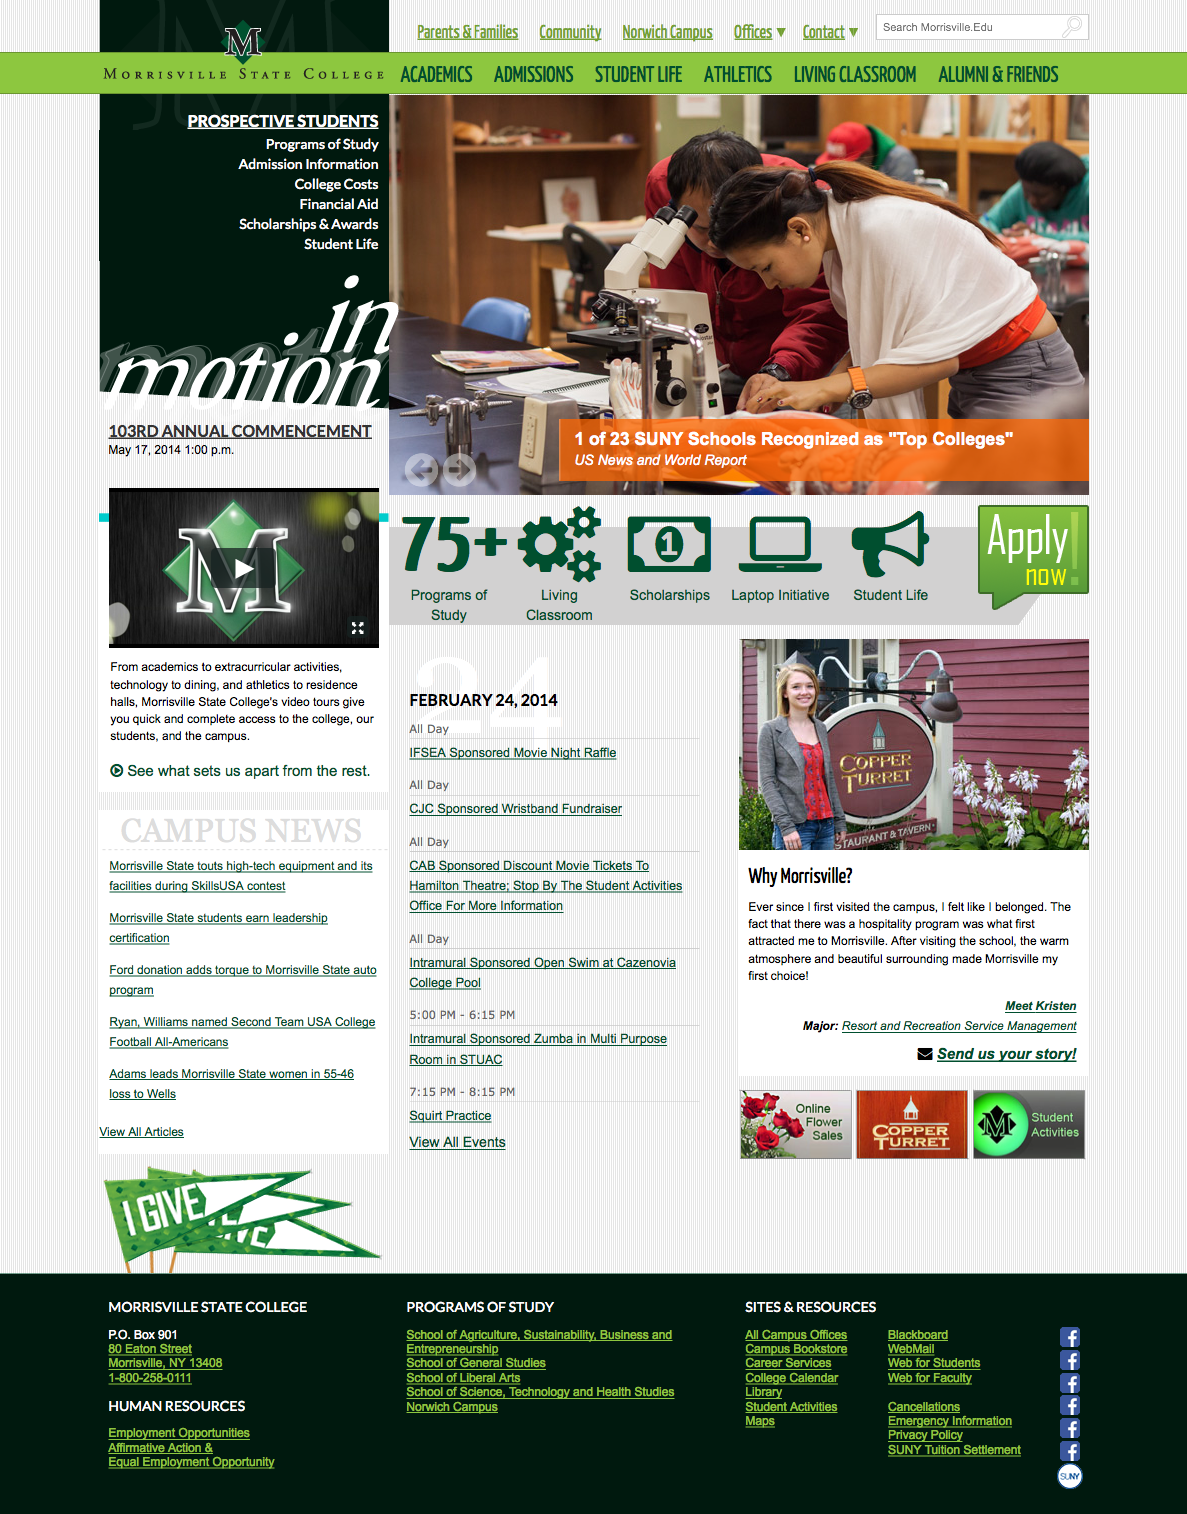 Parents & Families Community Norwich Campus Offices Contact Search Morrisville.Edu
M
MORRISVILLE STATE COLLEGE
ACADEMICS ADMISSIONS STUDENT LIFE ATHLETICS LIVING CLASSROOM ALUMNI & FRIENDS
PROSPECTIVE STUDENTS
Programs of Study
Admission Information
College Costs
Financial Aid
Scholarships & Awards
Student Life
in
motion
1 of 23 SUNY Schools Recognized as "Top Colleges"
US News and World Report
103RD ANNUAL COMMENCEMENT
May 17, 2014 1:00 p.m.
M
From academics to extracurricular activities,
technology to dining, and athletics to residence
halls, Morrisville State College's video tours give
you quick and complete access to the college, our
students, and the campus.
See what sets us apart from the rest.
CAMPUS NEWS
Morrisville State touts high-tech equipment and its
facilities during SkillsUSA contest
Morrisville State students earn leadership
certification
Ford donation adds torque to Morrisville State auto
program
Ryan, Williams named Second Team USA College
Football All-Americans
Adams leads Morrisville State women in 55-46
loss to Wells
View All Articles
I GIVE
75+
Programs of
Study
Living
Classroom
1
Scholarships
Laptop Initiative
Student Life
Apply
now!
24
FEBRUARY 24, 2014
All Day
IFSEA Sponsored Movie Night Raffle
All Day
CJC Sponsored Wristband Fundraiser
All Day
CAB Sponsored Discount Movie Tickets To
Hamilton Theatre; Stop By The Student Activities
Office For More Information
All Day
Intramural Sponsored Open Swim at Cazenovia
College Pool
5:00 PM - 6:15 PM
Intramural Sponsored Zumba in Multi Purpose
Room in STUAC
7:15 PM - 8:15 PM
Squirt Practice
View All Events
COPPER
TURRET
RESTAURANT & TAVERN
Why Morrisville?
Ever since I first visited the campus, I felt like I belonged. The
fact that there was a hospitality program was what first
attracted me to Morrisville. After visiting the school, the warm
atmosphere and beautiful surrounding made Morrisville my
first choice!
Meet Kristen
Major: Resort and Recreation Service Management
Send us your story!
Online
Flower
Sales
COPPER
TURRET
M
Student
Activities
MORRISVILLE STATE COLLEGE
P.O. Box 901
80 Eaton Street
Morrisville, NY 13408
1-800-258-0111
HUMAN RESOURCES
Employment Opportunities
Affirmative Action &
Equal Employment Opportunity
PROGRAMS OF STUDY
School of Agriculture, Sustainability, Business and
Entrepreneurship
School of General Studies
School of Liberal Arts
School of Science, Technology and Health Studies
Norwich Campus
SITES & RESOURCES
All Campus Offices
Campus Bookstore
Career Services
College Calendar
Library
Student Activities
Maps
Blackboard
WebMail
Web for Students
Web for Faculty
Cancellations
Emergency Information
Privacy Policy
SUNY Tuition Settlement
f
f
f
f
f
f
SUNY